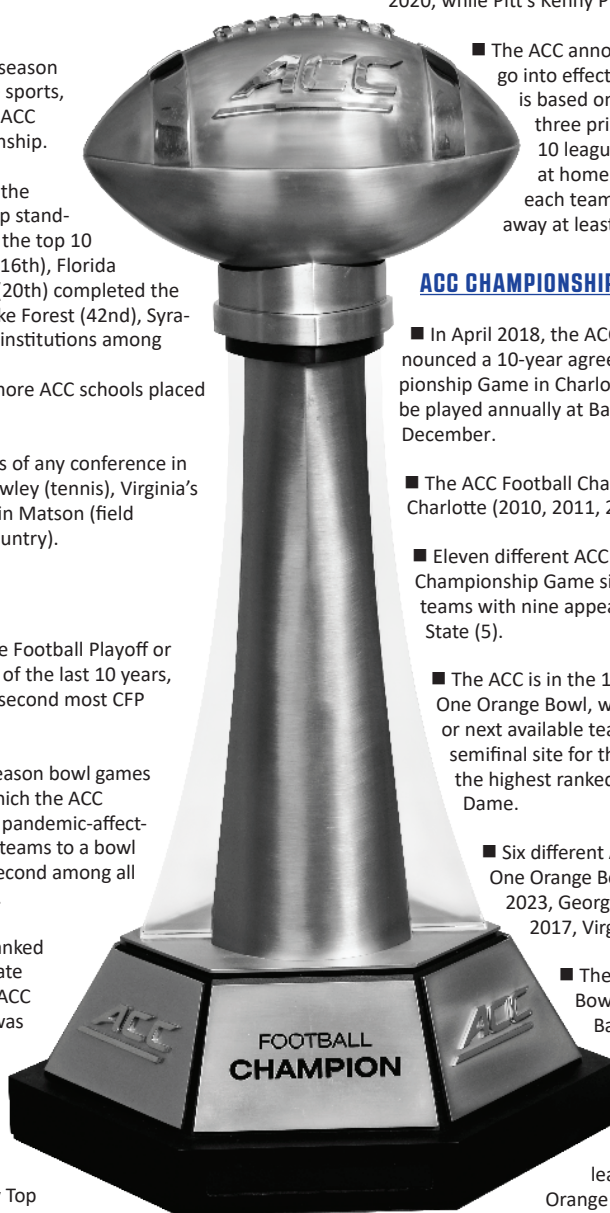 season
sports,
ACC
nship.
the
p stand-
the top 10
16th), Florida
(20th) completed the
ke Forest (42nd), Syra-
institutions among
more ACC schools placed
s of any conference in
wley (tennis), Virginia's
in Matson (field
ountry).
e Football Playoff or
of the last 10 years,
second most CFP
eason bowl games
hich the ACC
pandemic-affect-
teams to a bowl
econd among all
nked
ate
ACC
was
Top
ACC
ACC
FOOTBALL
CHAMPION
ACC
2020, while Pitt's Kenny P
■ The ACC anno
go into effect
is based on
three pri
10 leagu
at home
each team
away at least
ACC CHAMPIONSHIP
■ In April 2018, the ACC
nounced a 10-year agree
pionship Game in Charlo
be played annually at Ba
December.
■ The ACC Football Cha
Charlotte (2010, 2011, 2
■ Eleven different ACC
Championship Game si
teams with nine appea
State (5).
■ The ACC is in the 1
One Orange Bowl, w
or next available tea
semifinal site for th
the highest ranked
Dame.
■ Six different A
One Orange Bo
2023, Georg
2017, Virg
■ The
Bow
Ba
lea
Orange